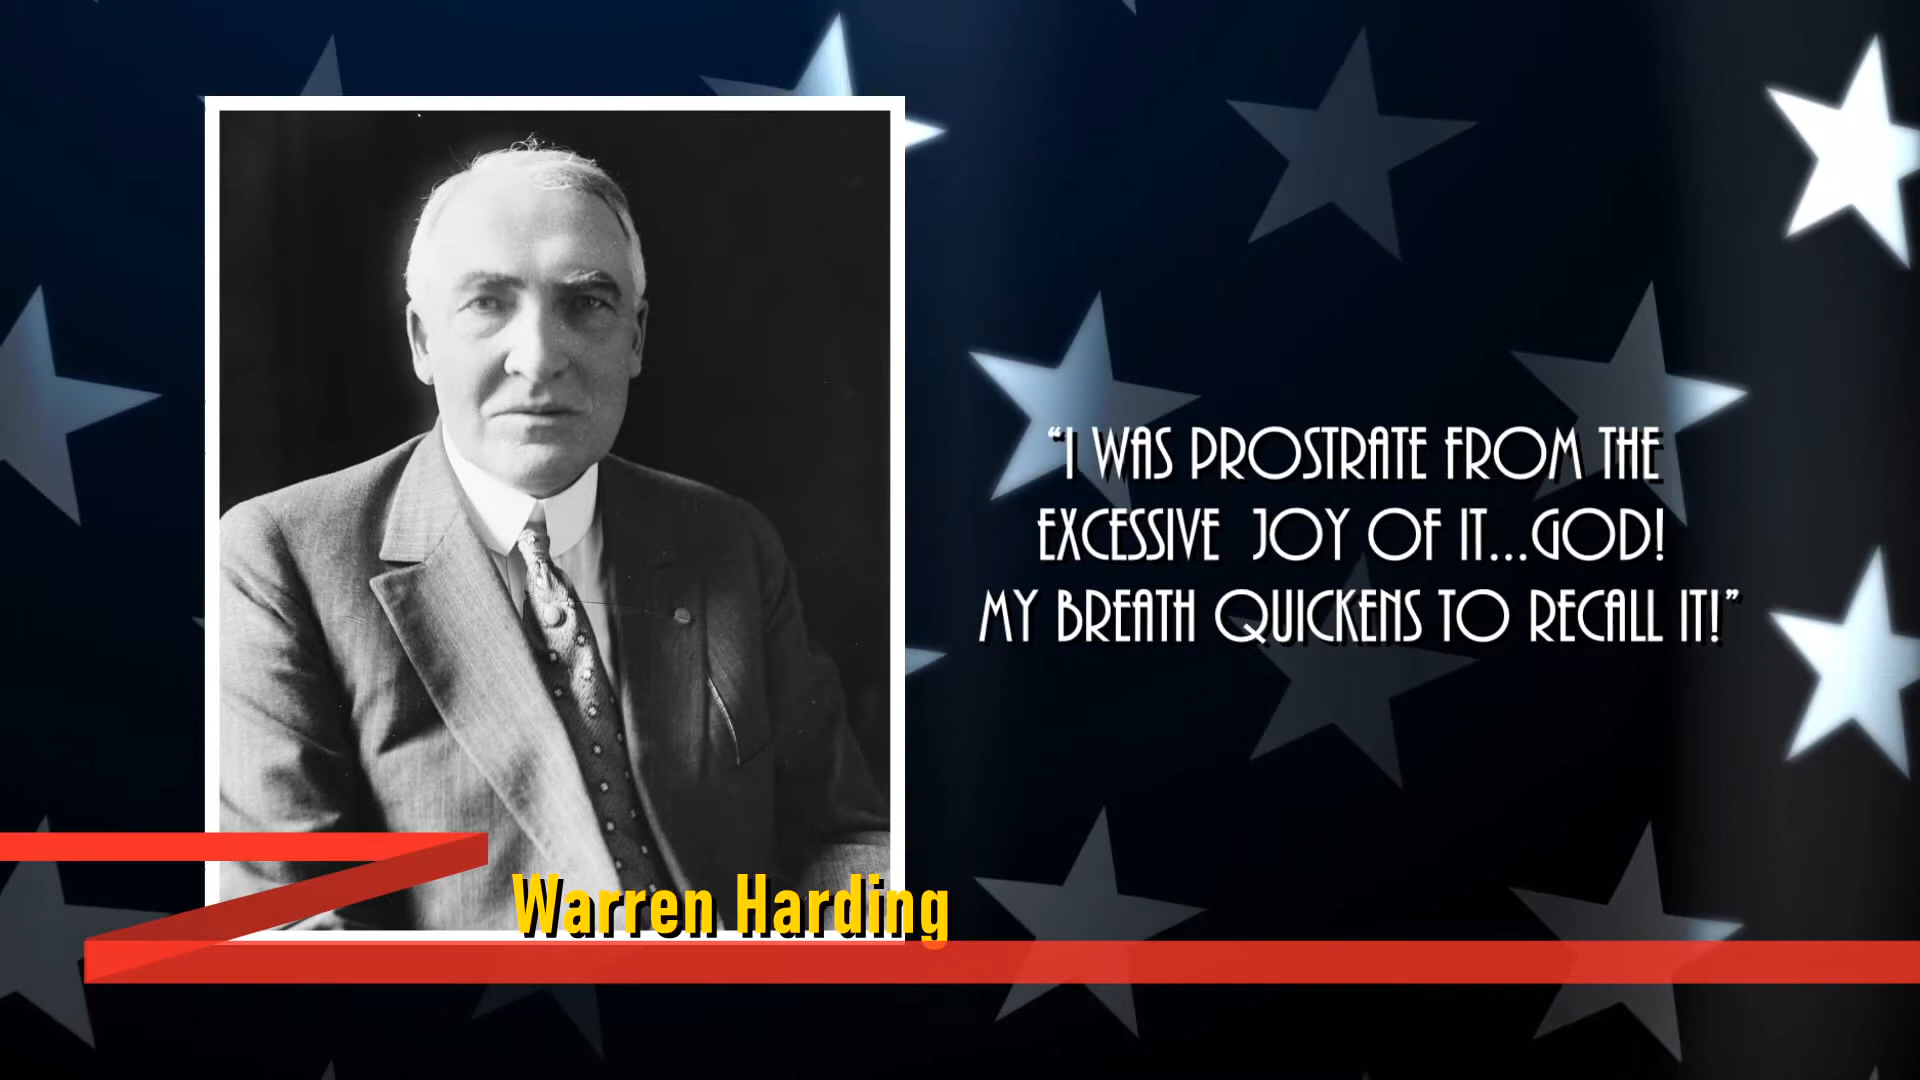 “I WAS PROSTRATE FROM THE
EXCESSIVE JOY OF IT...GOD!
MY BREATH QUICKENS TO RECALL IT!”
Warren Harding